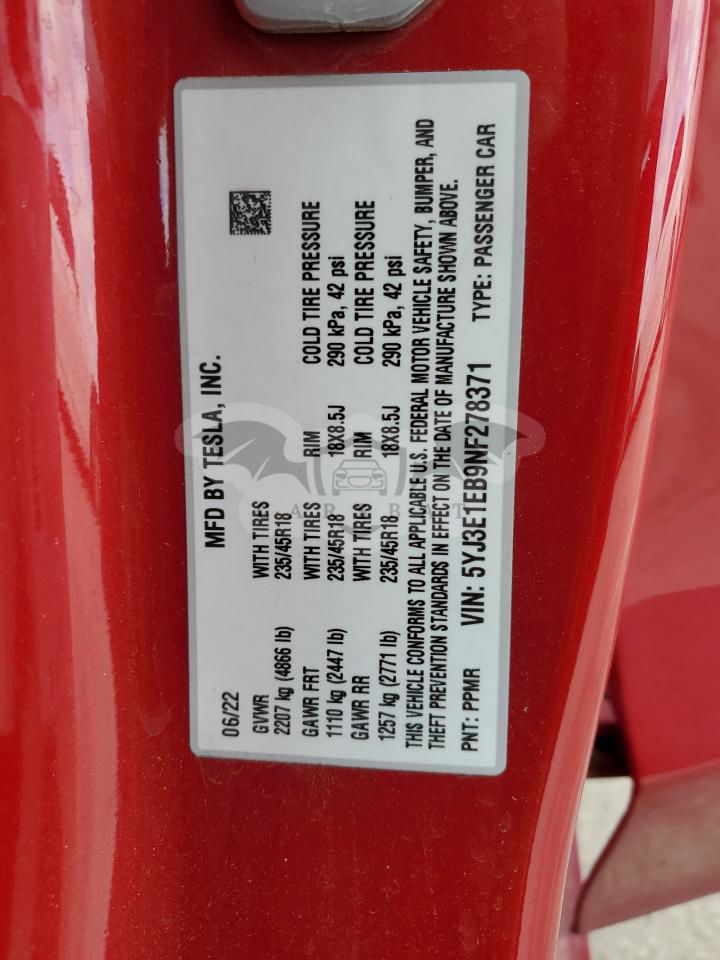 MFD BY TESLA, INC.
06/22
GVWR WITH TIRES
2207 kg (4866 lb) 235/45R18
GAWR FRT WITH TIRES RIM COLD TIRE PRESSURE
1110 kg (2447 lb) 235/45R18 18X8.5J 290 kPa, 42 psi
GAWR RR WITH TIRES RIM COLD TIRE PRESSURE
1257 kg (2771 lb) 235/45R18 18X8.5J 290 kPa, 42 psi
THIS VEHICLE CONFORMS TO ALL APPLICABLE U.S. FEDERAL MOTOR VEHICLE SAFETY, BUMPER, AND
THEFT PREVENTION STANDARDS IN EFFECT ON THE DATE OF MANUFACTURE SHOWN ABOVE.
PNT: PPMR VIN: 5YJ3E1EB9NF278371 TYPE: PASSENGER CAR